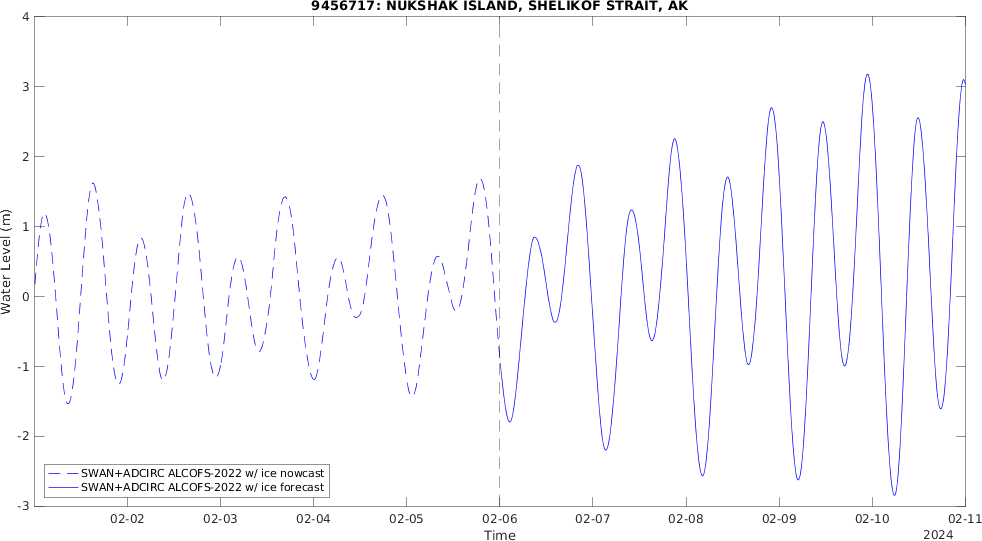 9456717: NUKSHAK ISLAND, SHELIKOF STRAIT, AK
4
3
2
1
0
-1
-2
-3
Water Level (m)
SWAN+ADCIRC ALCOFS-2022 w/ ice nowcast
SWAN+ADCIRC ALCOFS-2022 w/ ice forecast
02-02 02-03 02-04 02-05 02-06 02-07 02-08 02-09 02-10 02-11
Time
2024